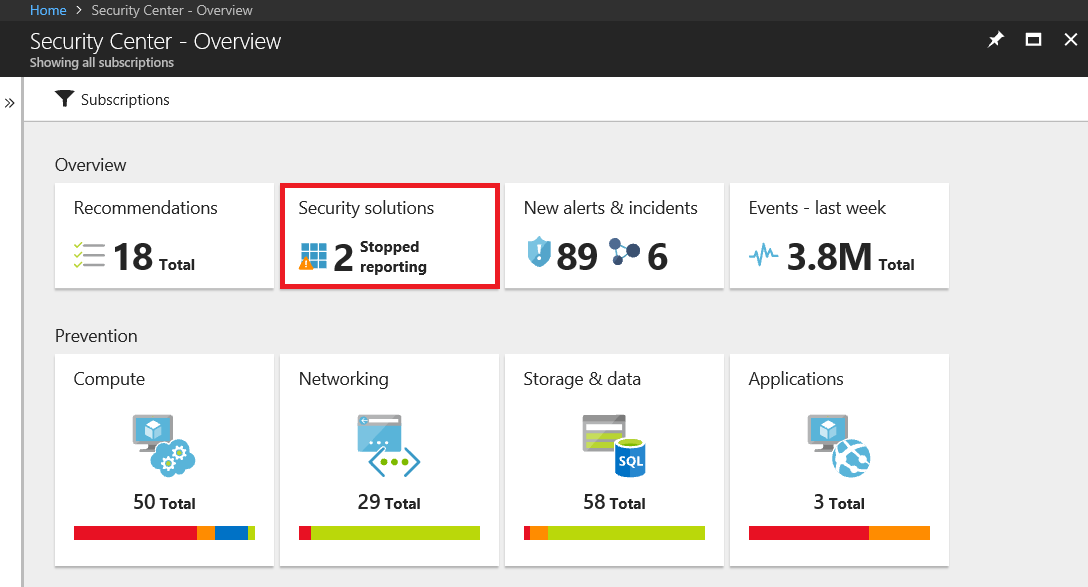 Home > Security Center - Overview
Security Center - Overview
Showing all subscriptions
» Subscriptions
Overview
Recommendations
18 Total
Security solutions
2 Stopped
reporting
New alerts & incidents
89 6
Events - last week
3.8M Total
Prevention
Compute
50 Total
Networking
29 Total
Storage & data
SQL
58 Total
Applications
3 Total